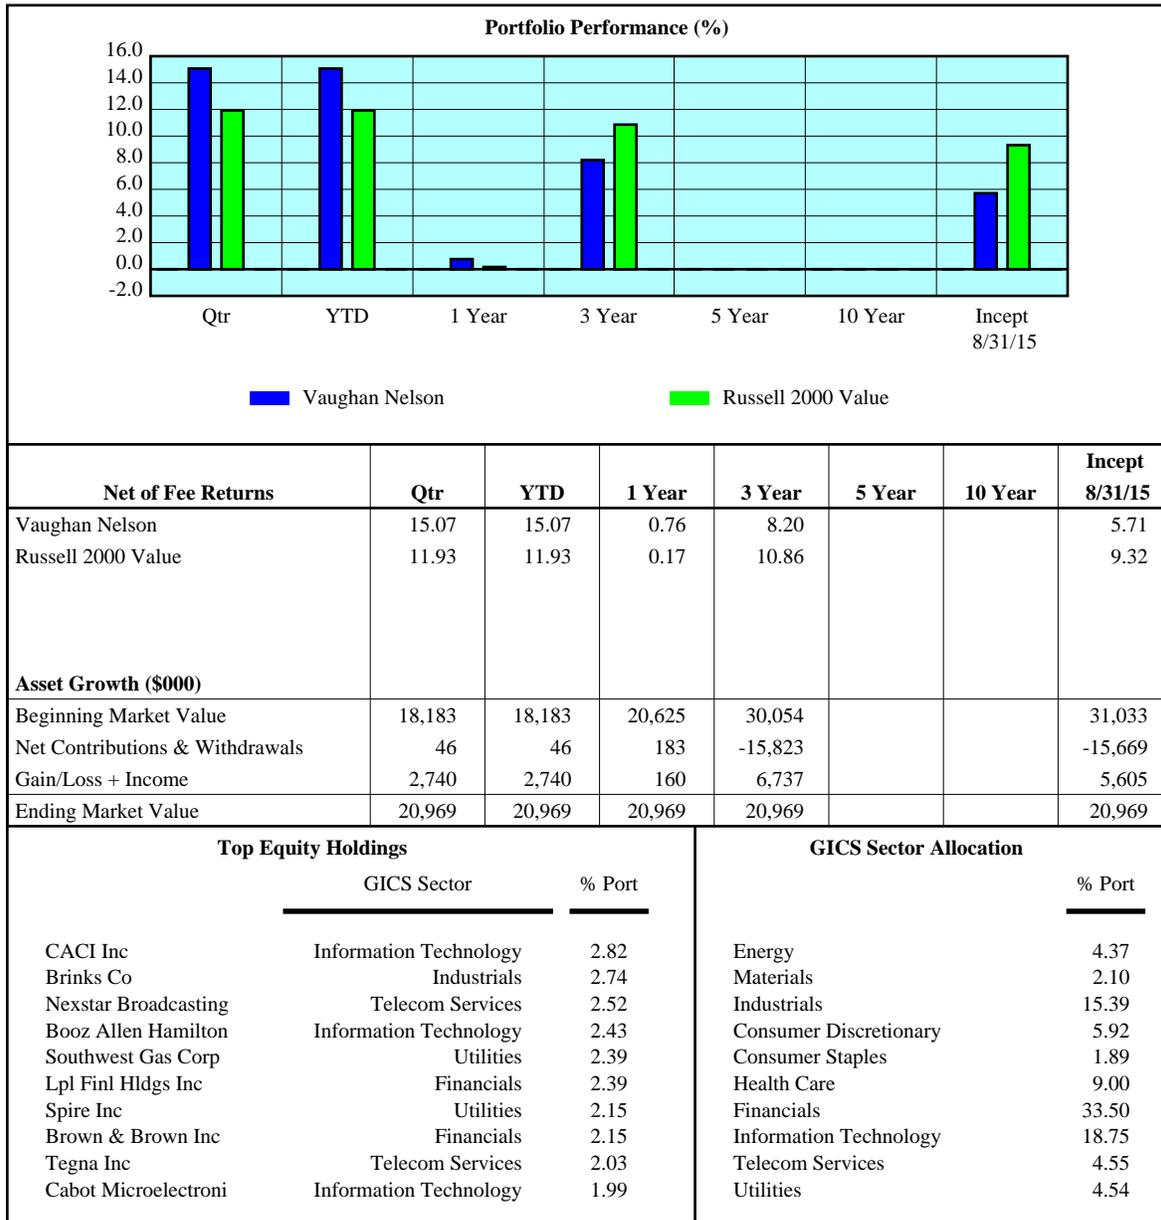 Portfolio Performance (%)
16.0
14.0
12.0
10.0
8.0
6.0
4.0
2.0
0.0
-2.0
Qtr YTD 1 Year 3 Year 5 Year 10 Year Incept
8/31/15
Vaughan Nelson Russell 2000 Value
Incept
Net of Fee Returns Qtr YTD 1 Year 3 Year 5 Year 10 Year 8/31/15
Vaughan Nelson 15.07 15.07 0.76 8.20 5.71
Russell 2000 Value 11.93 11.93 0.17 10.86 9.32
Asset Growth ($000)
Beginning Market Value 18,183 18,183 20,625 30,054 31,033
Net Contributions & Withdrawals 46 46 183 -15,823 -15,669
Gain/Loss + Income 2,740 2,740 160 6,737 5,605
Ending Market Value 20,969 20,969 20,969 20,969 20,969
Top Equity Holdings
GICS Sector % Port
CACI Inc Information Technology 2.82
Brinks Co Industrials 2.74
Nexstar Broadcasting Telecom Services 2.52
Booz Allen Hamilton Information Technology 2.43
Southwest Gas Corp Utilities 2.39
Lpl Finl Hldgs Inc Financials 2.39
Spire Inc Utilities 2.15
Brown & Brown Inc Financials 2.15
Tegna Inc Telecom Services 2.03
Cabot Microelectroni Information Technology 1.99
GICS Sector Allocation
% Port
Energy 4.37
Materials 2.10
Industrials 15.39
Consumer Discretionary 5.92
Consumer Staples 1.89
Health Care 9.00
Financials 33.50
Information Technology 18.75
Telecom Services 4.55
Utilities 4.54